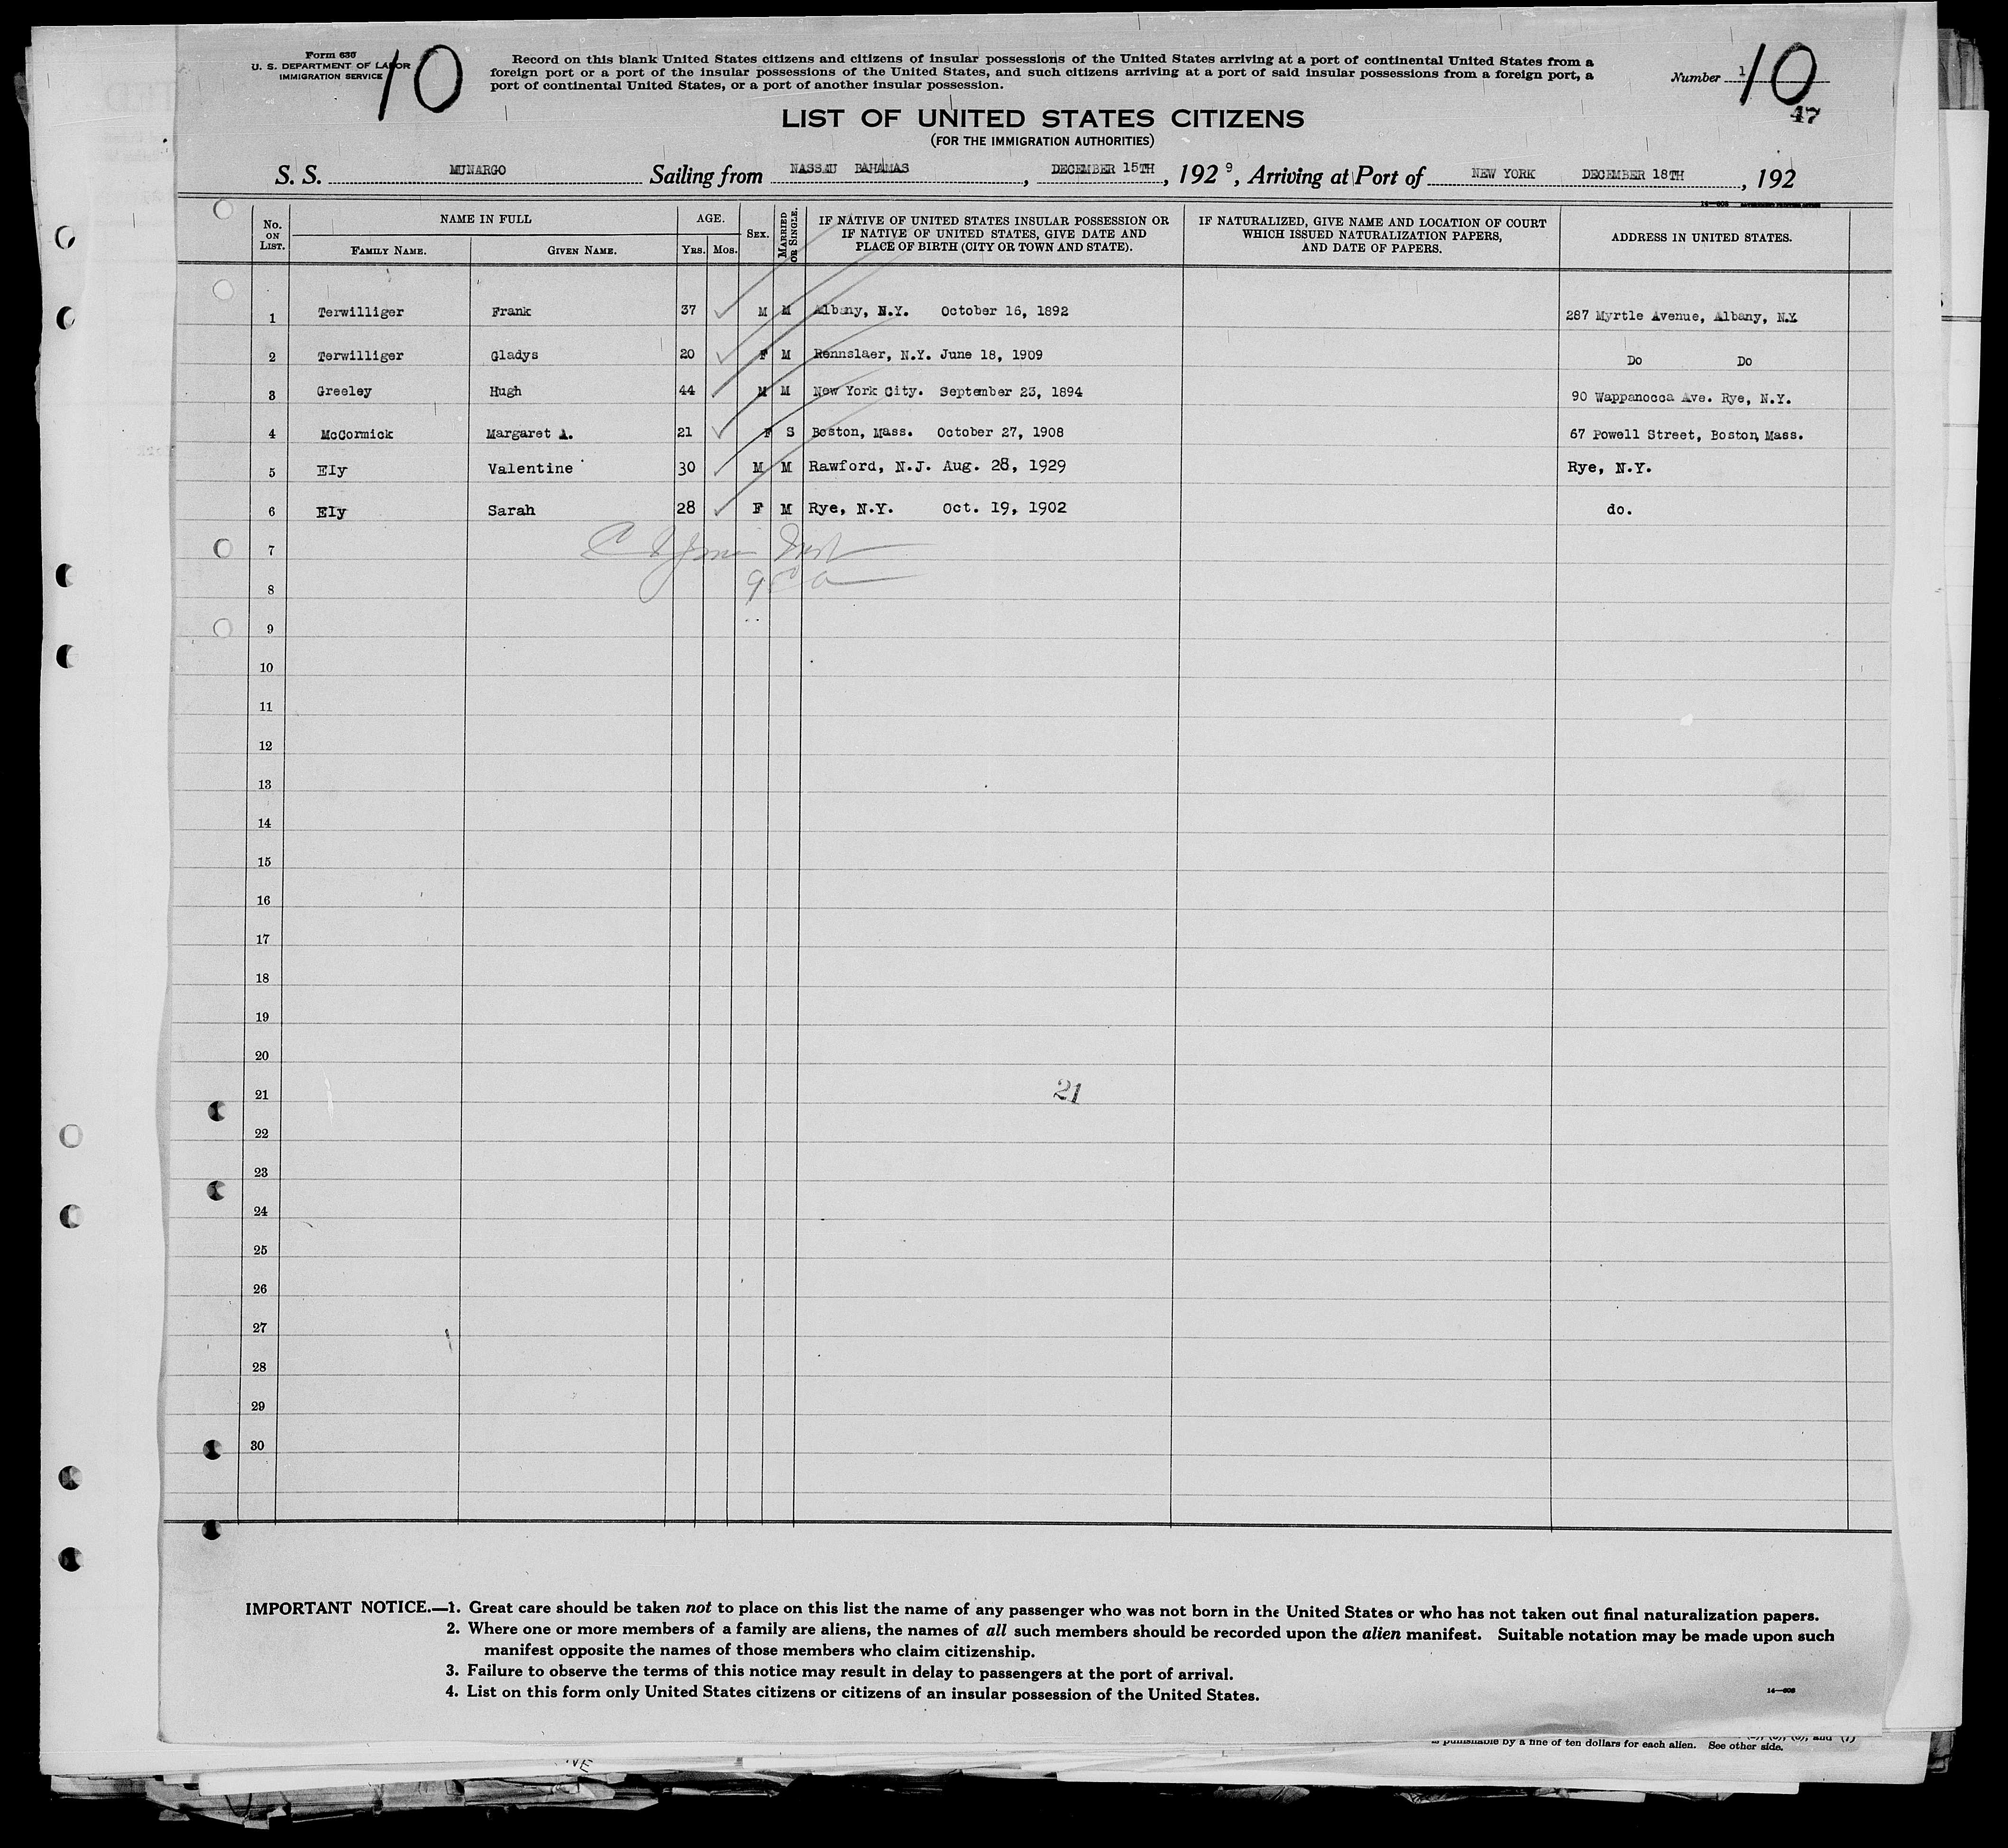 Form 630
U. S. DEPARTMENT OF LABOR
IMMIGRATION SERVICE
10
Record on this blank United States citizens and citizens of insular possessions of the United States arriving at a port of continental United States from a
foreign port or a port of the insular possessions of the United States, and such citizens arriving at a port of said insular possessions from a foreign port, a
port of continental United States, or a port of another insular possession.
Number 1 10
47
LIST OF UNITED STATES CITIZENS
(FOR THE IMMIGRATION AUTHORITIES)
S. S. MUNARGO Sailing from NASSAU BAHAMAS, DECEMBER 15TH, 1929, Arriving at Port of NEW YORK DECEMBER 18TH, 192
No. ON LIST. NAME IN FULL FAMILY NAME. GIVEN NAME. AGE. YRS. MOS. SEX. MARRIED OR SINGLE. IF NATIVE OF UNITED STATES INSULAR POSSESSION OR IF NATIVE OF UNITED STATES, GIVE DATE AND PLACE OF BIRTH (CITY OR TOWN AND STATE). IF NATURALIZED, GIVE NAME AND LOCATION OF COURT WHICH ISSUED NATURALIZATION PAPERS, AND DATE OF PAPERS. ADDRESS IN UNITED STATES.
1 Terwilliger Frank 37 M M Albany, N.Y. October 16, 1892 287 Myrtle Avenue, Albany, N.Y.
2 Terwilliger Gladys 20 F M Rennslaer, N.Y. June 18, 1909 Do Do
3 Greeley Hugh 44 M M New York City. September 23, 1894 90 Wappanocca Ave. Rye, N.Y.
4 McCormick Margaret A. 21 F S Boston, Mass. October 27, 1908 67 Powell Street, Boston, Mass.
5 Ely Valentine 30 M M Rawford, N.J. Aug. 28, 1929 Rye, N.Y.
6 Ely Sarah 28 F M Rye, N.Y. Oct. 19, 1902 do.
7
8
9
10
11
12
13
14
15
16
17
18
19
20
21 21
22
23
24
25
26
27
28
29
30
IMPORTANT NOTICE.—1. Great care should be taken not to place on this list the name of any passenger who was not born in the United States or who has not taken out final naturalization papers.
2. Where one or more members of a family are aliens, the names of all such members should be recorded upon the alien manifest. Suitable notation may be made upon such
manifest opposite the names of those members who claim citizenship.
3. Failure to observe the terms of this notice may result in delay to passengers at the port of arrival.
4. List on this form only United States citizens or citizens of an insular possession of the United States.
14—608
is punishable by a fine of ten dollars for each alien. See other side.